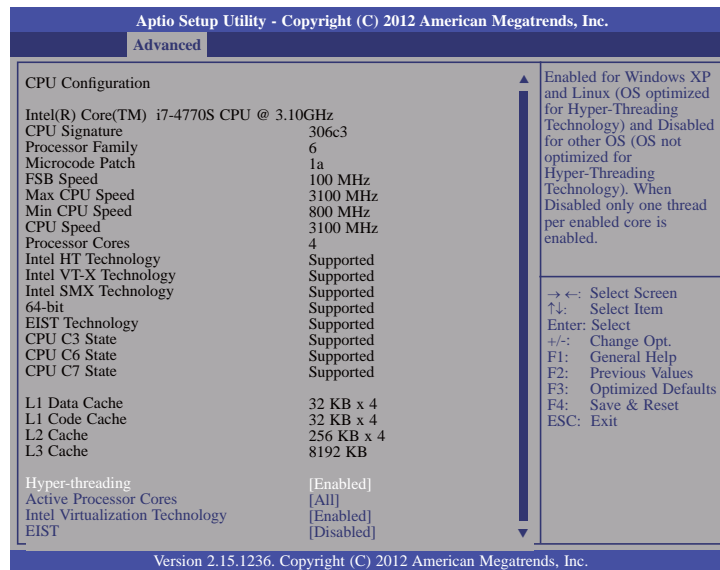 Aptio Setup Utility - Copyright (C) 2012 American Megatrends, Inc.
Advanced
CPU Configuration
Intel(R) Core(TM) i7-4770S CPU @ 3.10GHz
CPU Signature 306c3
Processor Family 6
Microcode Patch 1a
FSB Speed 100 MHz
Max CPU Speed 3100 MHz
Min CPU Speed 800 MHz
CPU Speed 3100 MHz
Processor Cores 4
Intel HT Technology Supported
Intel VT-X Technology Supported
Intel SMX Technology Supported
64-bit Supported
EIST Technology Supported
CPU C3 State Supported
CPU C6 State Supported
CPU C7 State Supported
L1 Data Cache 32 KB x 4
L1 Code Cache 32 KB x 4
L2 Cache 256 KB x 4
L3 Cache 8192 KB
Hyper-threading [Enabled]
Active Processor Cores [All]
Intel Virtualization Technology [Enabled]
EIST [Disabled]
Enabled for Windows XP
and Linux (OS optimized
for Hyper-Threading
Technology) and Disabled
for other OS (OS not
optimized for
Hyper-Threading
Technology). When
Disabled only one thread
per enabled core is
enabled.
→ ←: Select Screen
↑↓: Select Item
Enter: Select
+/-: Change Opt.
F1: General Help
F2: Previous Values
F3: Optimized Defaults
F4: Save & Reset
ESC: Exit
Version 2.15.1236. Copyright (C) 2012 American Megatrends, Inc.